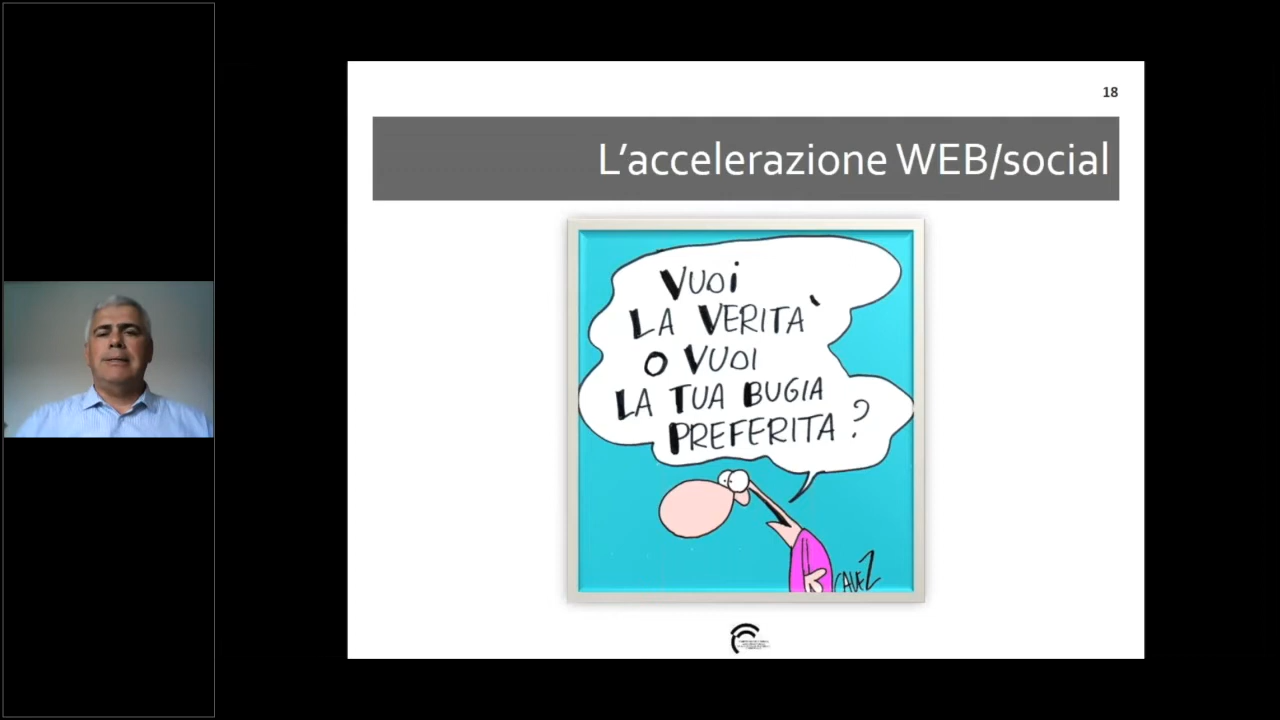 18
L'accelerazione WEB/social
VUOi
LA VERITA`
O VUOI
LA TUA BUGIA
PREFERITA?
CAVEZ